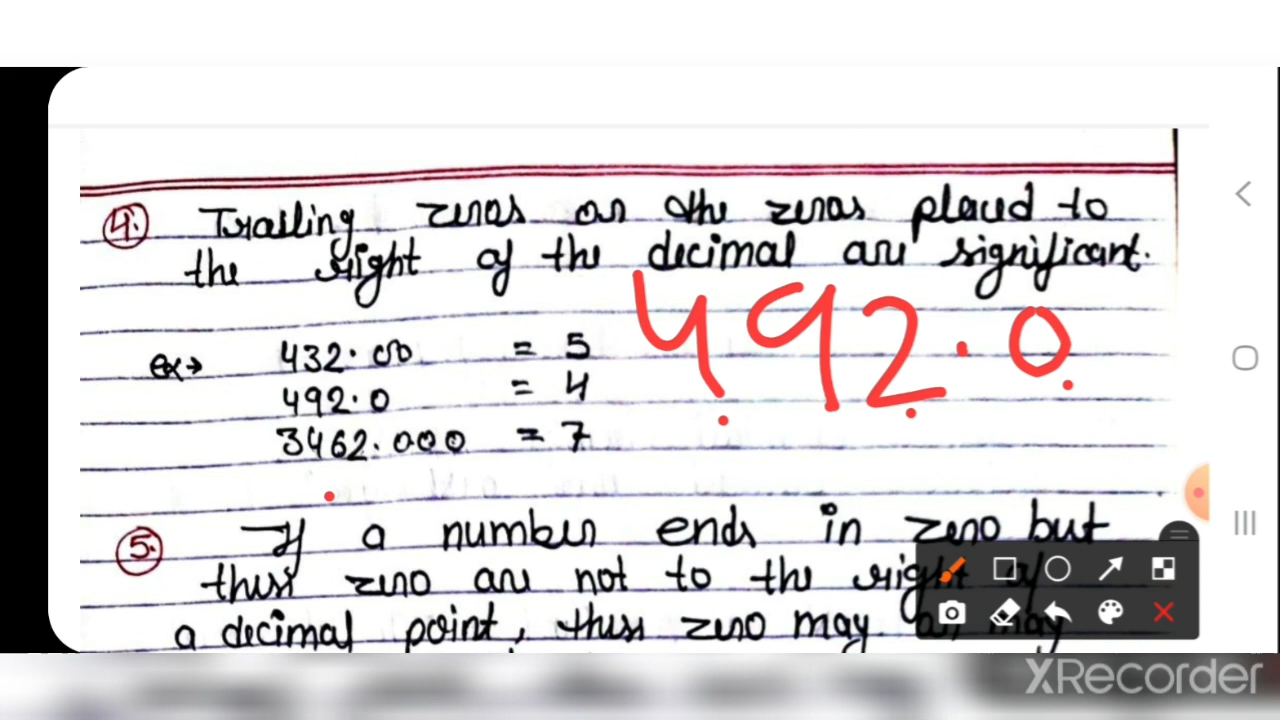 4. Trailing zeros or the zeros placed to
the right of the decimal are significant.
492.0
ex→ 432.00 = 5
492.0 = 4
3462.000 = 7
5. If a number ends in zero but
these zero are not to the right of
a decimal point, these zero may or may
XRecorder